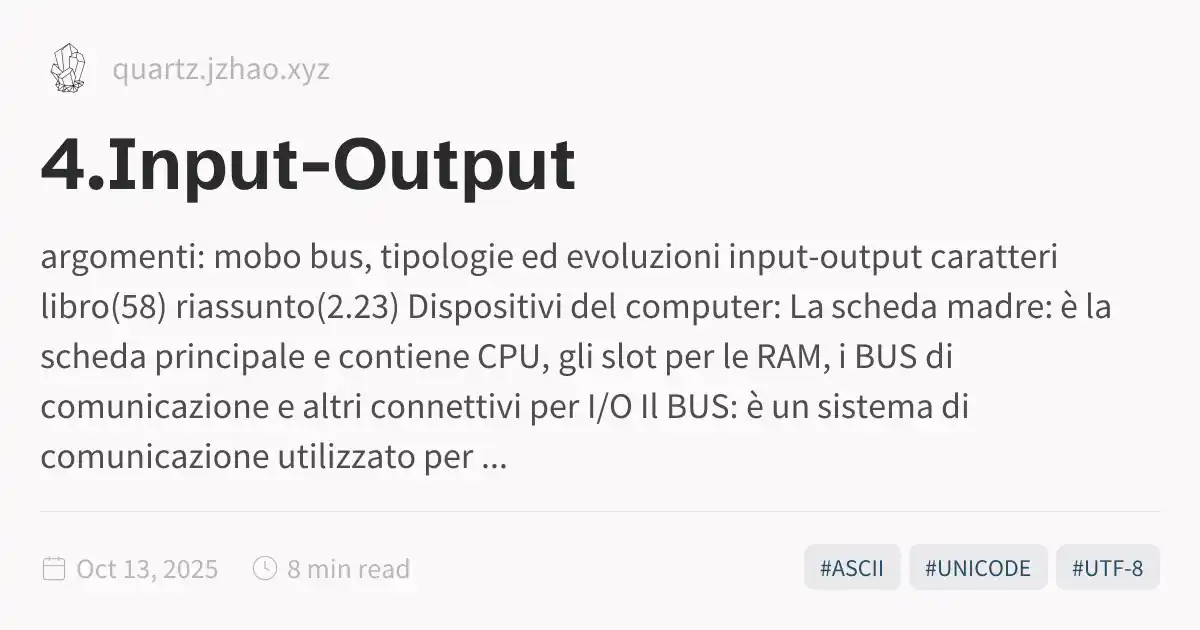 quartz.jzhao.xyz
4.Input-Output
argomenti: mobo bus, tipologie ed evoluzioni input-output caratteri
libro(58) riassunto(2.23) Dispositivi del computer: La scheda madre: è la
scheda principale e contiene CPU, gli slot per le RAM, i BUS di
comunicazione e altri connettivi per I/O Il BUS: è un sistema di
comunicazione utilizzato per ...
Oct 13, 2025 8 min read #ASCII #UNICODE #UTF-8